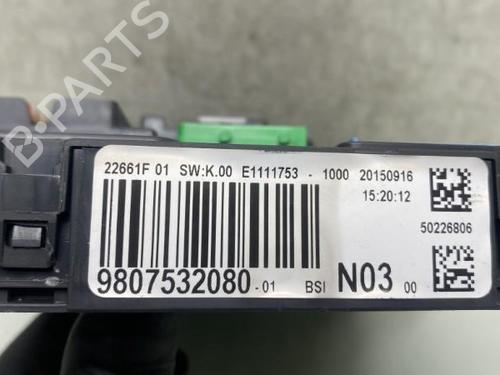 22661F 01 SW:K.00 E1111753 - 1000 20150916
15:20:12
50226806
9807532080 -01 BSI N03 00
B-PARTS